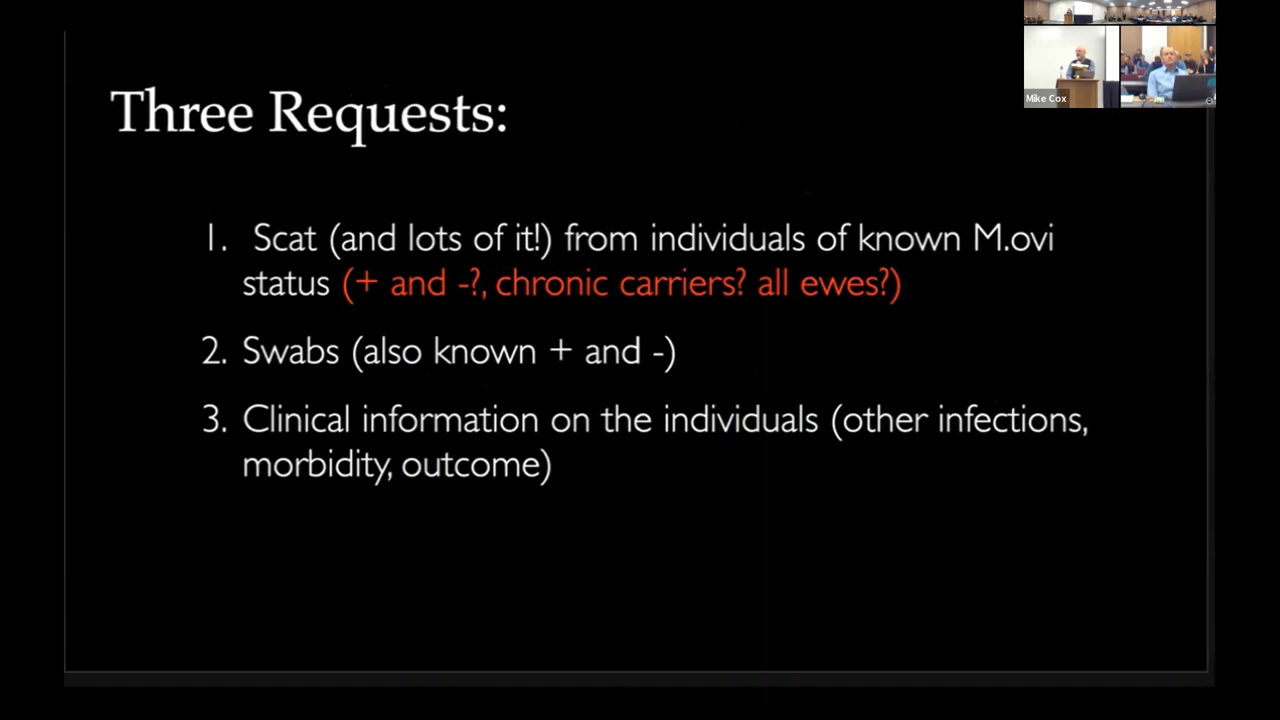 Three Requests:
1. Scat (and lots of it!) from individuals of known M.ovi
status (+ and -?, chronic carriers? all ewes?)
2. Swabs (also known + and -)
3. Clinical information on the individuals (other infections,
morbidity, outcome)
Mike Cox